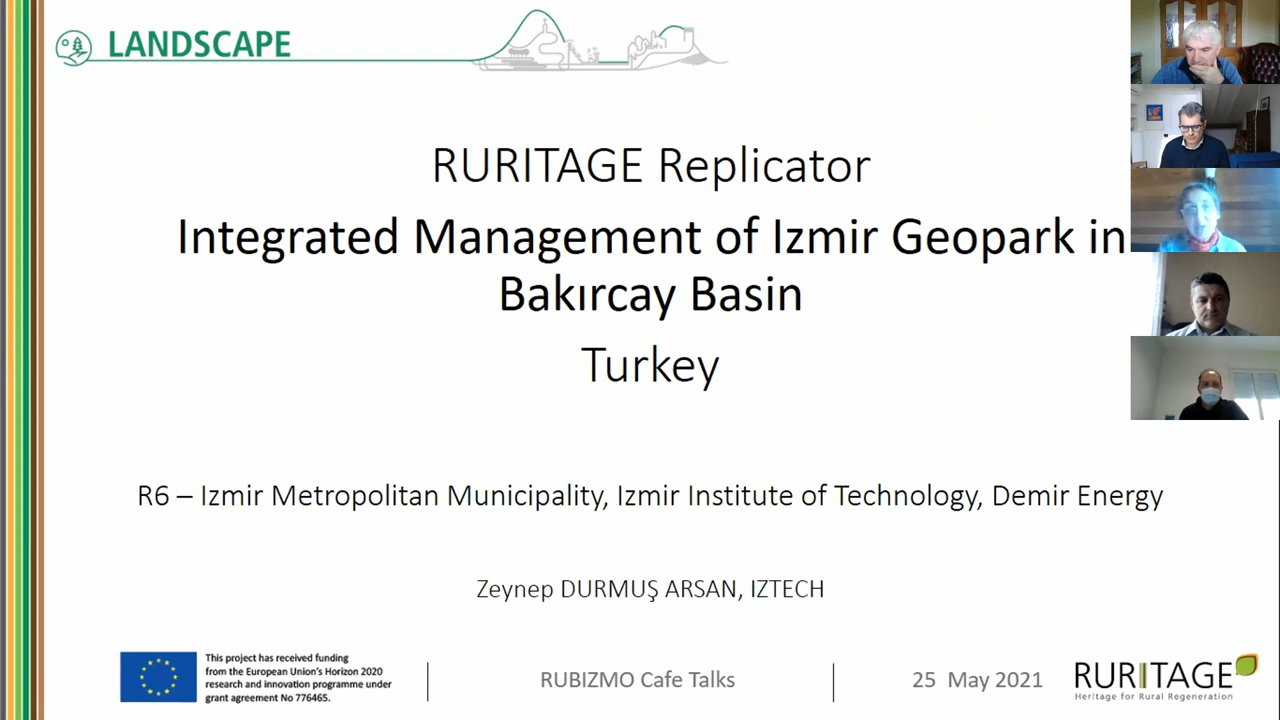 LANDSCAPE
RURITAGE Replicator
Integrated Management of Izmir Geopark in
Bakırcay Basin
Turkey
R6 – Izmir Metropolitan Municipality, Izmir Institute of Technology, Demir Energy
Zeynep DURMUŞ ARSAN, IZTECH
This project has received funding
from the European Union's Horizon 2020
research and innovation programme under
grant agreement No 776465.
RUBIZMO Cafe Talks
25 May 2021
RURITAGE
Heritage for Rural Regeneration